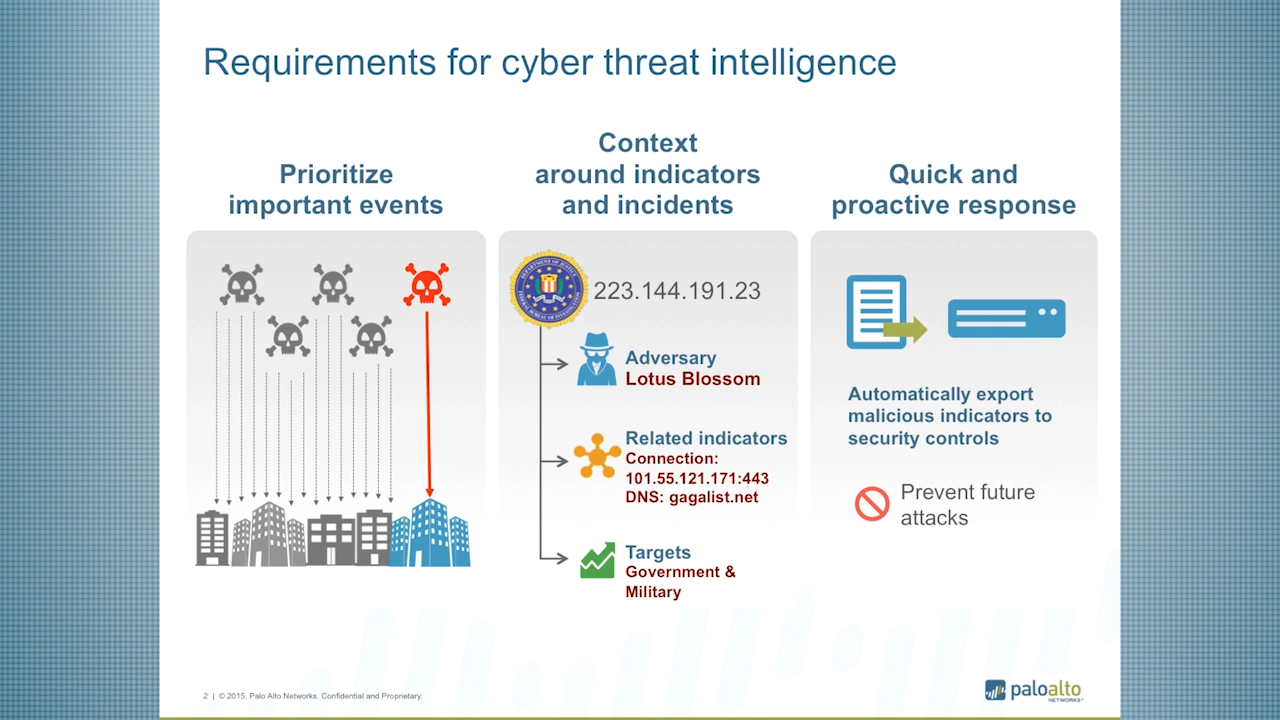 Requirements for cyber threat intelligence
Prioritize
important events
Context
around indicators
and incidents
Quick and
proactive response
223.144.191.23
Adversary
Lotus Blossom
Related indicators
Connection:
101.55.121.171:443
DNS: gagalist.net
Targets
Government &
Military
Automatically export
malicious indicators to
security controls
Prevent future
attacks
2 | © 2015, Palo Alto Networks. Confidential and Proprietary.
paloalto
NETWORKS